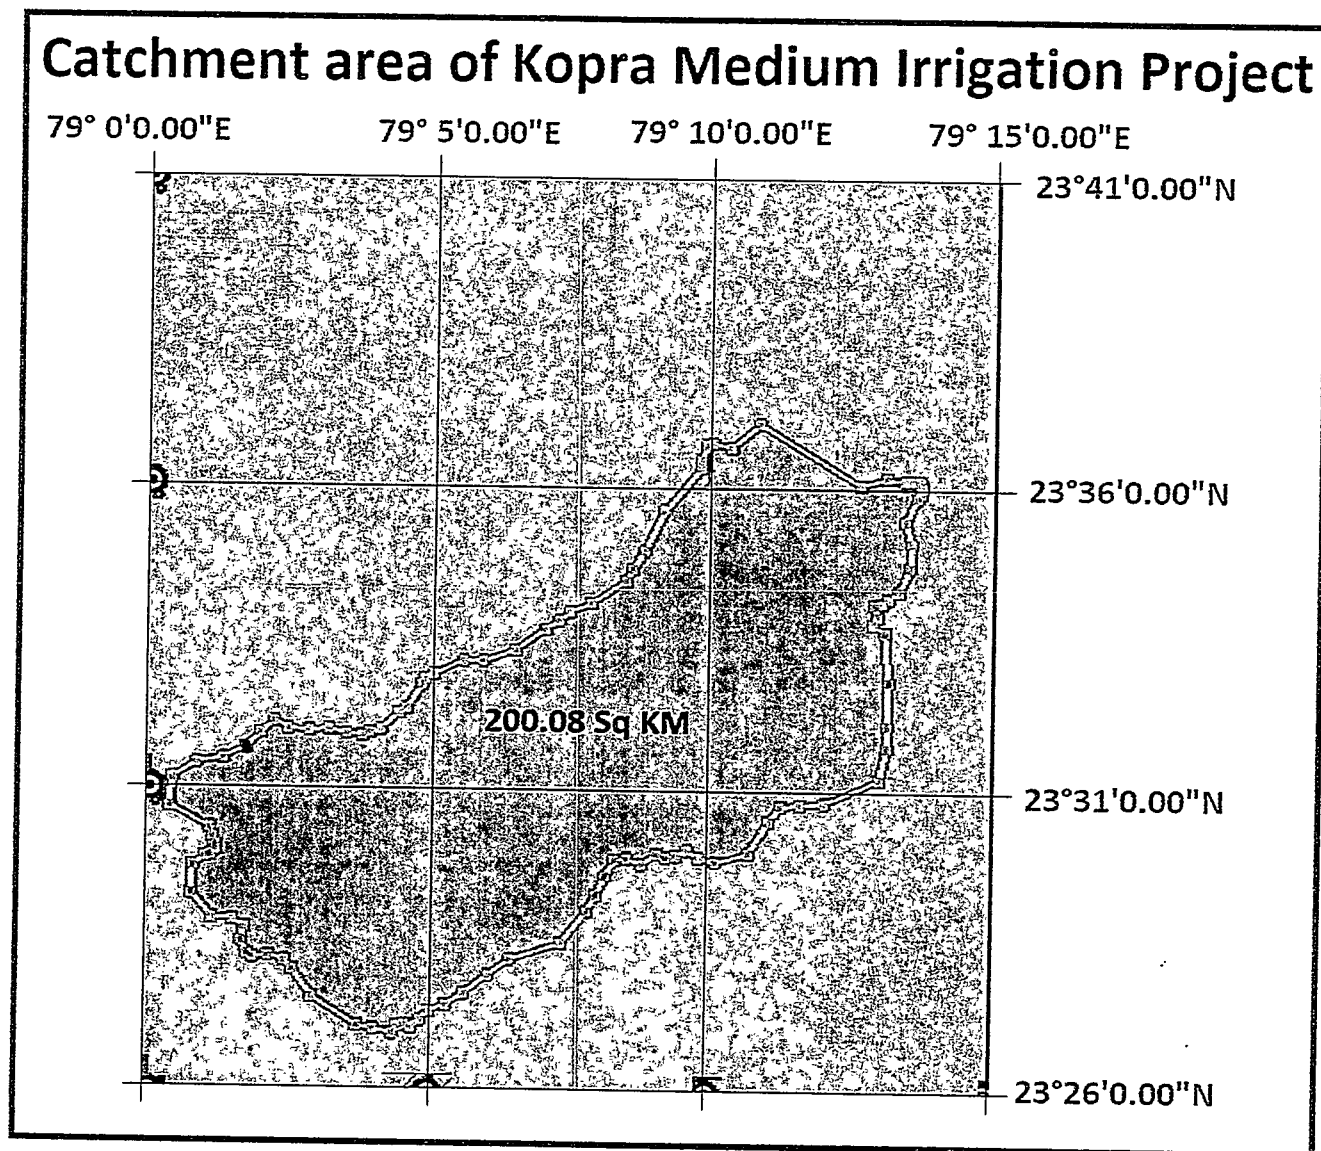 Catchment area of Kopra Medium Irrigation Project
79° 0'0.00"E 79° 5'0.00"E 79° 10'0.00"E 79° 15'0.00"E
23°41'0.00"N
23°36'0.00"N
200.08 Sq KM
23°31'0.00"N
23°26'0.00"N